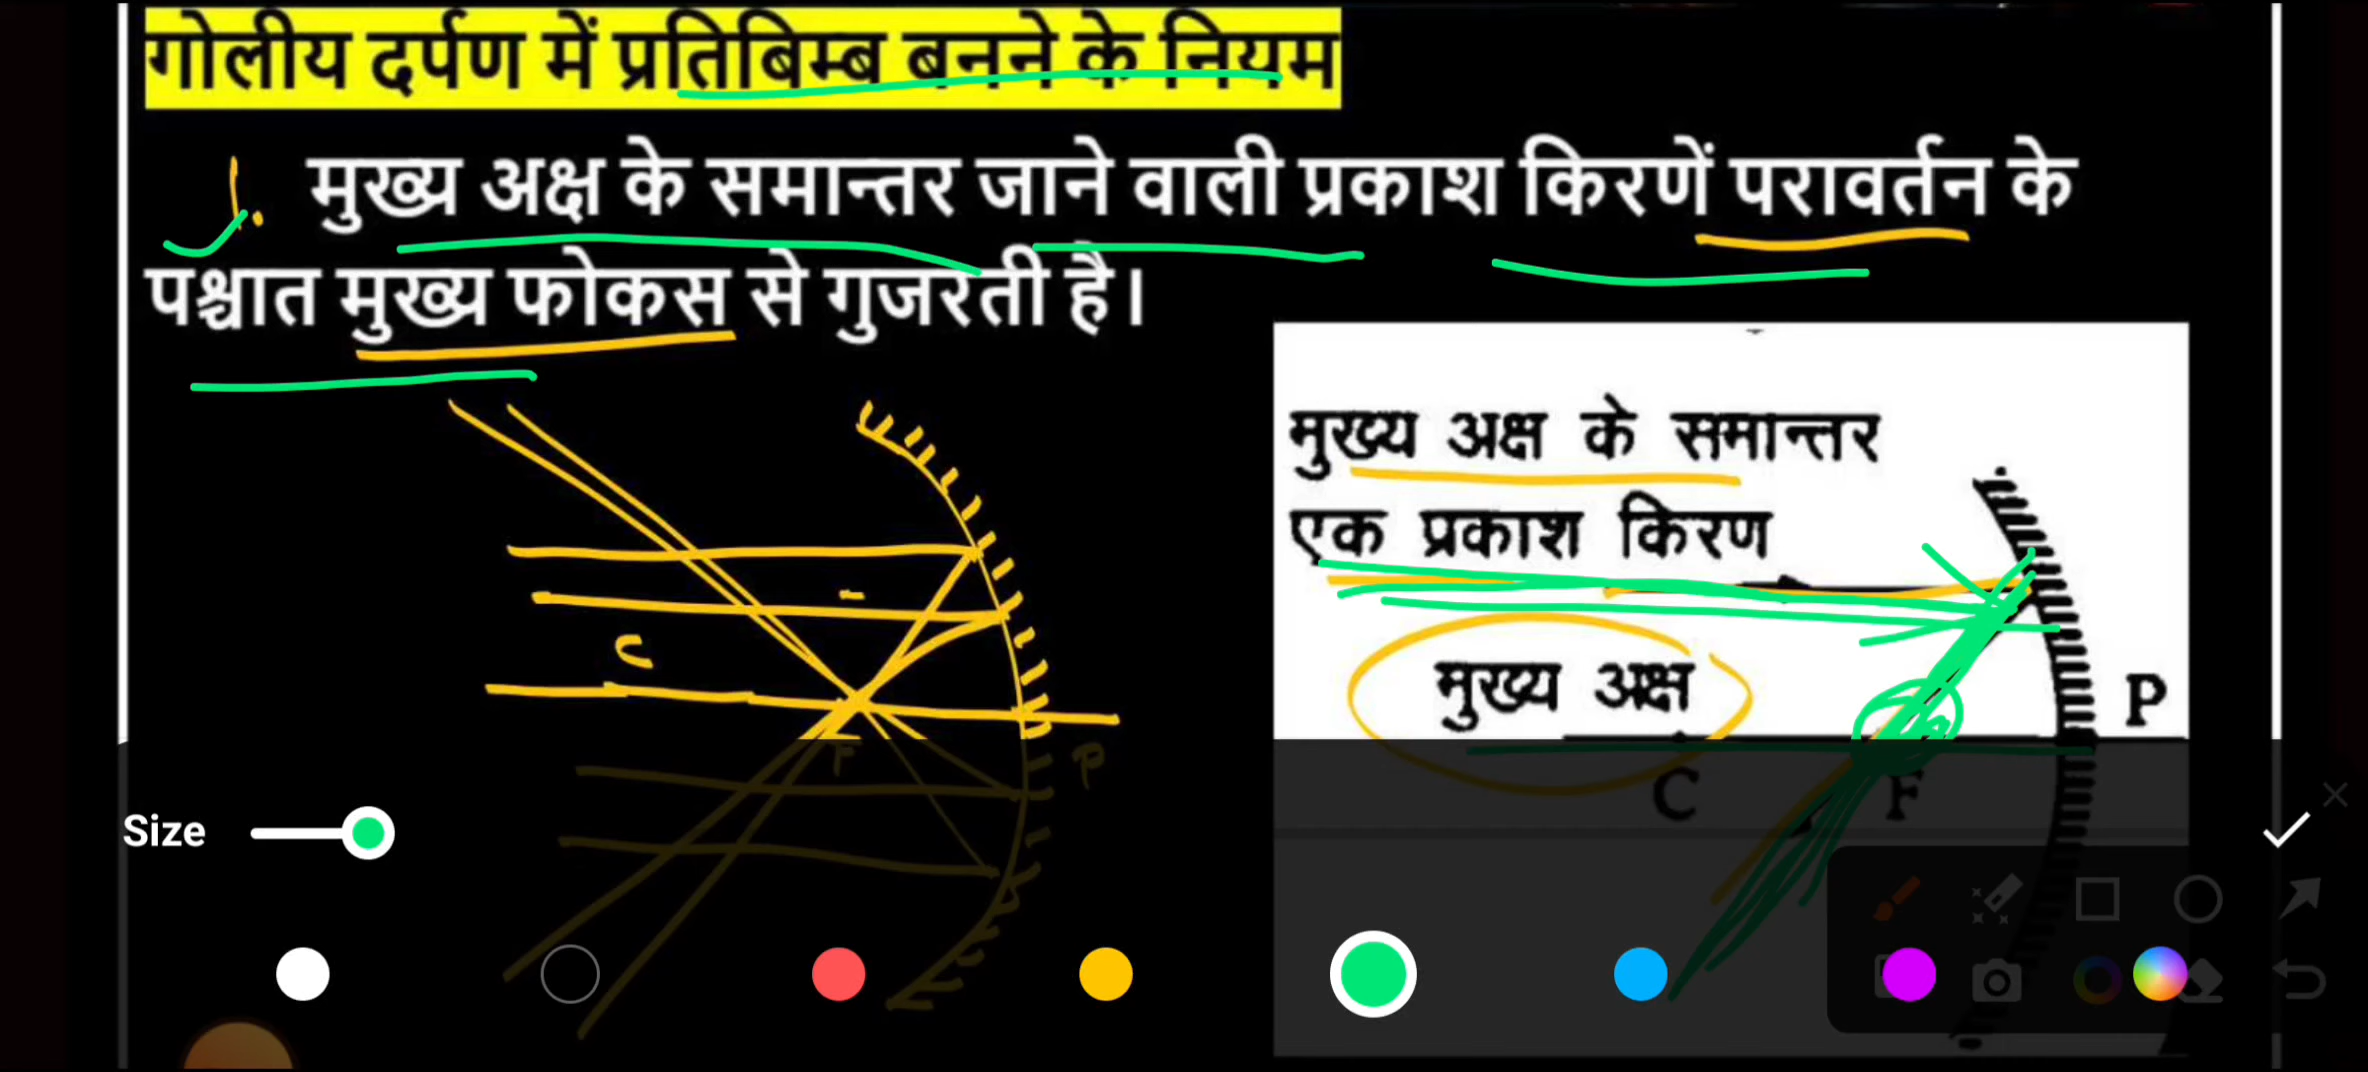 गोलीय दर्पण में प्रतिबिम्ब बनने के नियम
1. मुख्य अक्ष के समान्तर जाने वाली प्रकाश किरणें परावर्तन के
पश्चात मुख्य फोकस से गुजरती है।
मुख्य अक्ष के समान्तर
एक प्रकाश किरण
मुख्य अक्ष
P
C
F
C
F
P
Size